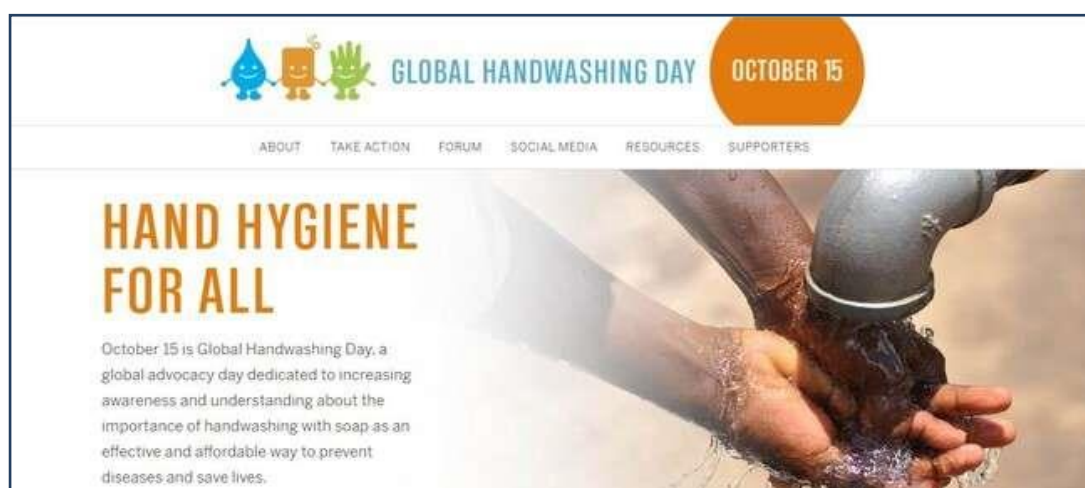 GLOBAL HANDWASHING DAY
OCTOBER 15
ABOUT TAKE ACTION FORUM SOCIAL MEDIA RESOURCES SUPPORTERS
HAND HYGIENE
FOR ALL
October 15 is Global Handwashing Day, a
global advocacy day dedicated to increasing
awareness and understanding about the
importance of handwashing with soap as an
effective and affordable way to prevent
diseases and save lives.